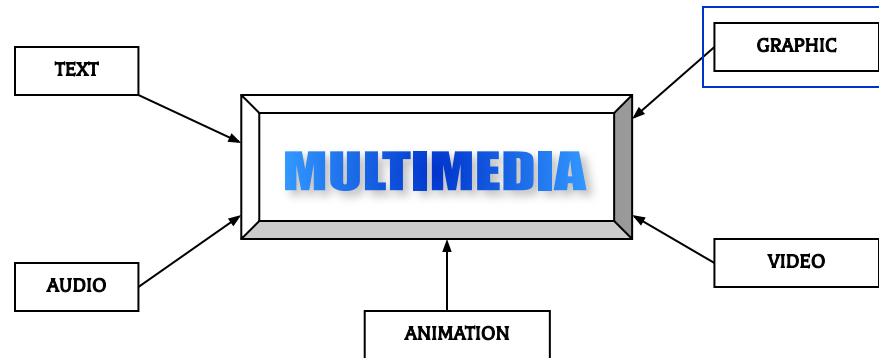 GRAPHIC
TEXT
MULTIMEDIA
VIDEO
AUDIO
ANIMATION